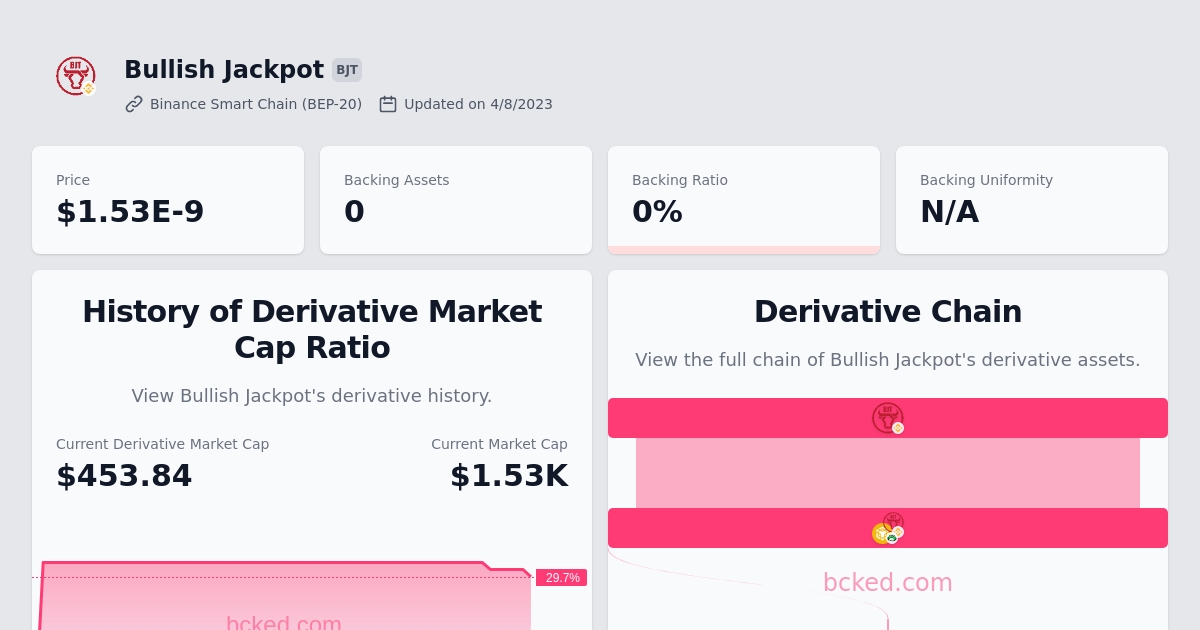 Bullish Jackpot BJT
Binance Smart Chain (BEP-20) Updated on 4/8/2023
Price
$1.53E-9
Backing Assets
0
Backing Ratio
0%
Backing Uniformity
N/A
History of Derivative Market
Cap Ratio
View Bullish Jackpot's derivative history.
Current Derivative Market Cap
$453.84
Current Market Cap
$1.53K
29.7%
bcked.com
Derivative Chain
View the full chain of Bullish Jackpot's derivative assets.
bcked.com